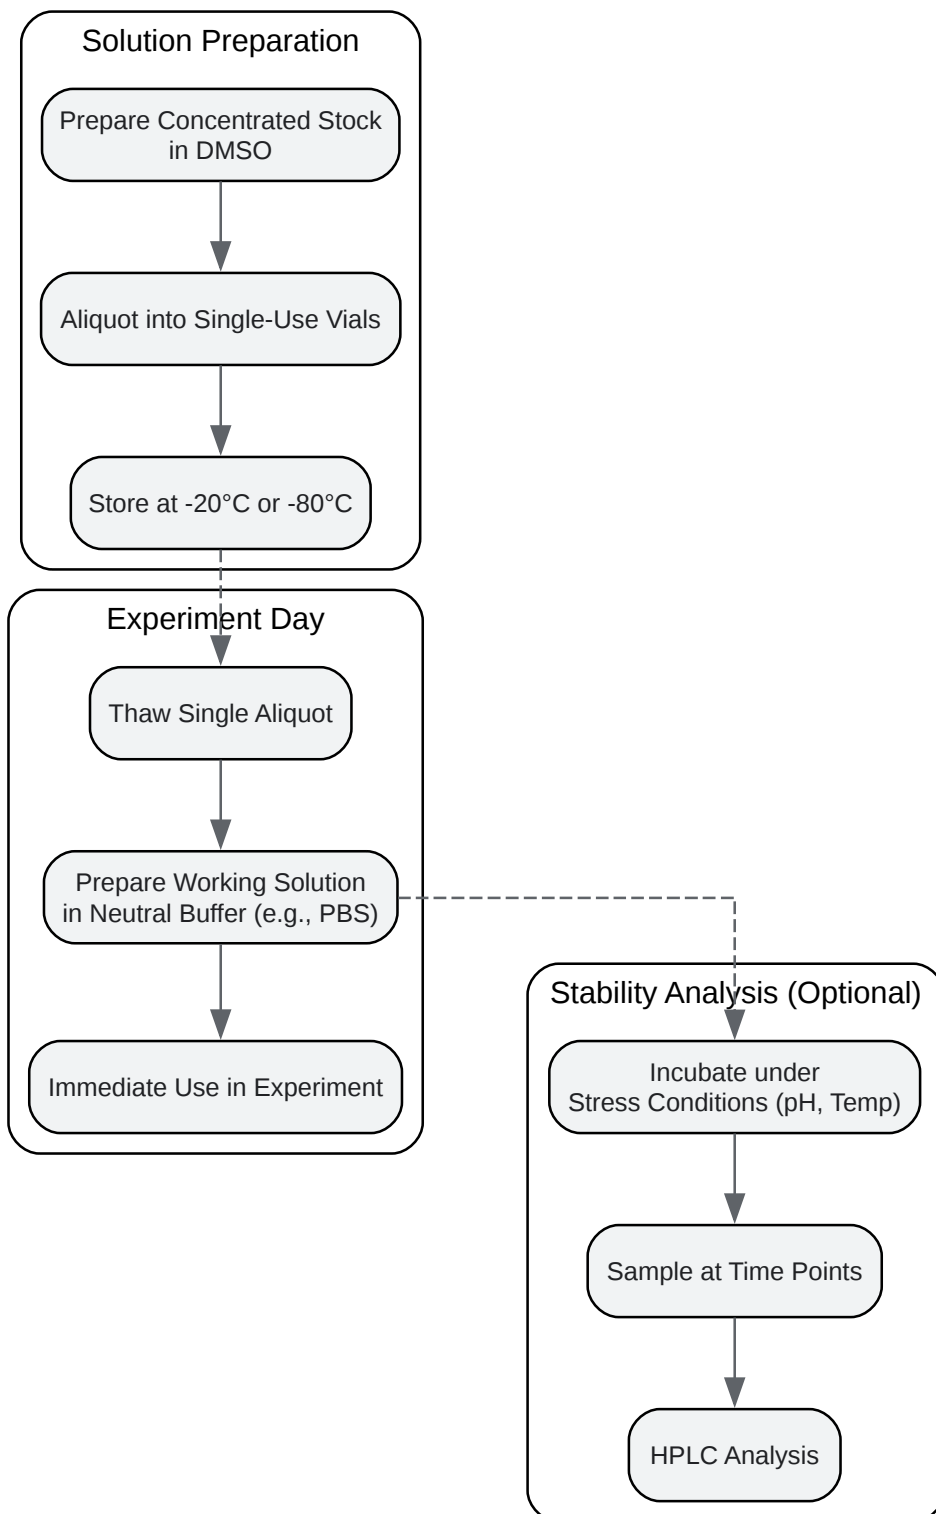 Solution Preparation
Prepare Concentrated Stock
in DMSO
Aliquot into Single-Use Vials
Store at -20°C or -80°C
Experiment Day
Thaw Single Aliquot
Prepare Working Solution
in Neutral Buffer (e.g., PBS)
Immediate Use in Experiment
Stability Analysis (Optional)
Incubate under
Stress Conditions (pH, Temp)
Sample at Time Points
HPLC Analysis